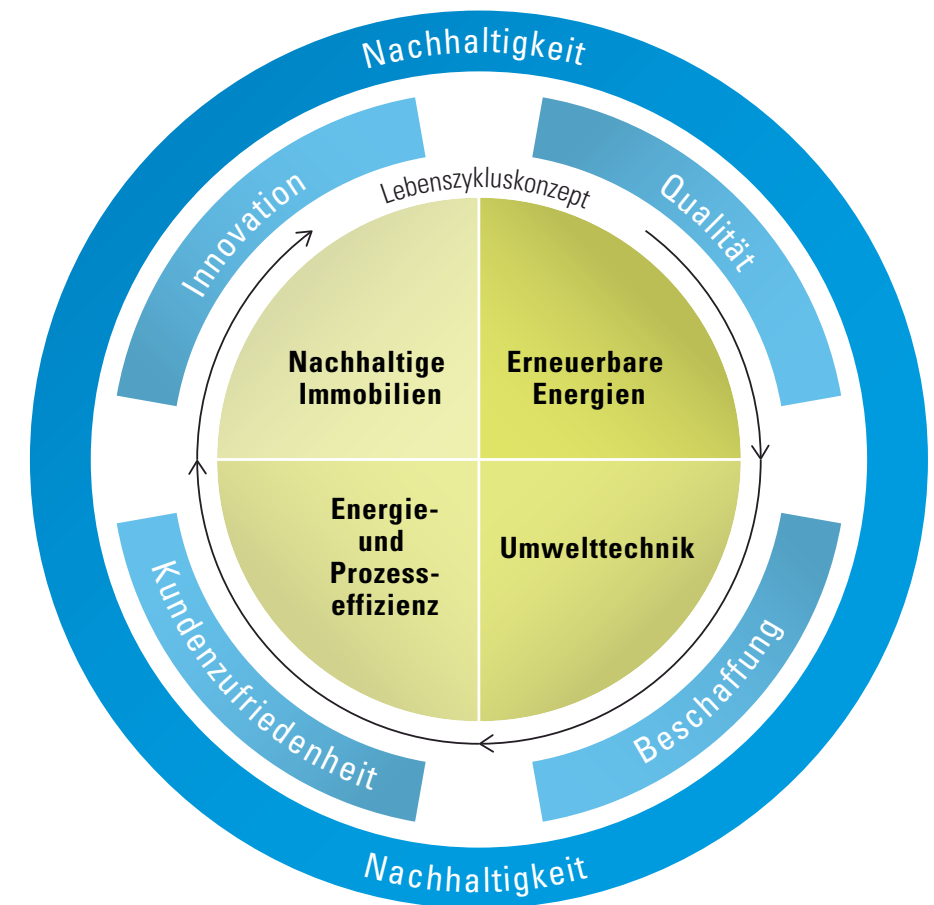 Nachhaltigkeit
Innovation
Qualität
Lebenszykluskonzept
Nachhaltige
Immobilien
Erneuerbare
Energien
Energie-
und
Prozess-
effizienz
Umwelttechnik
Kundenzufriedenheit
Beschaffung
Nachhaltigkeit